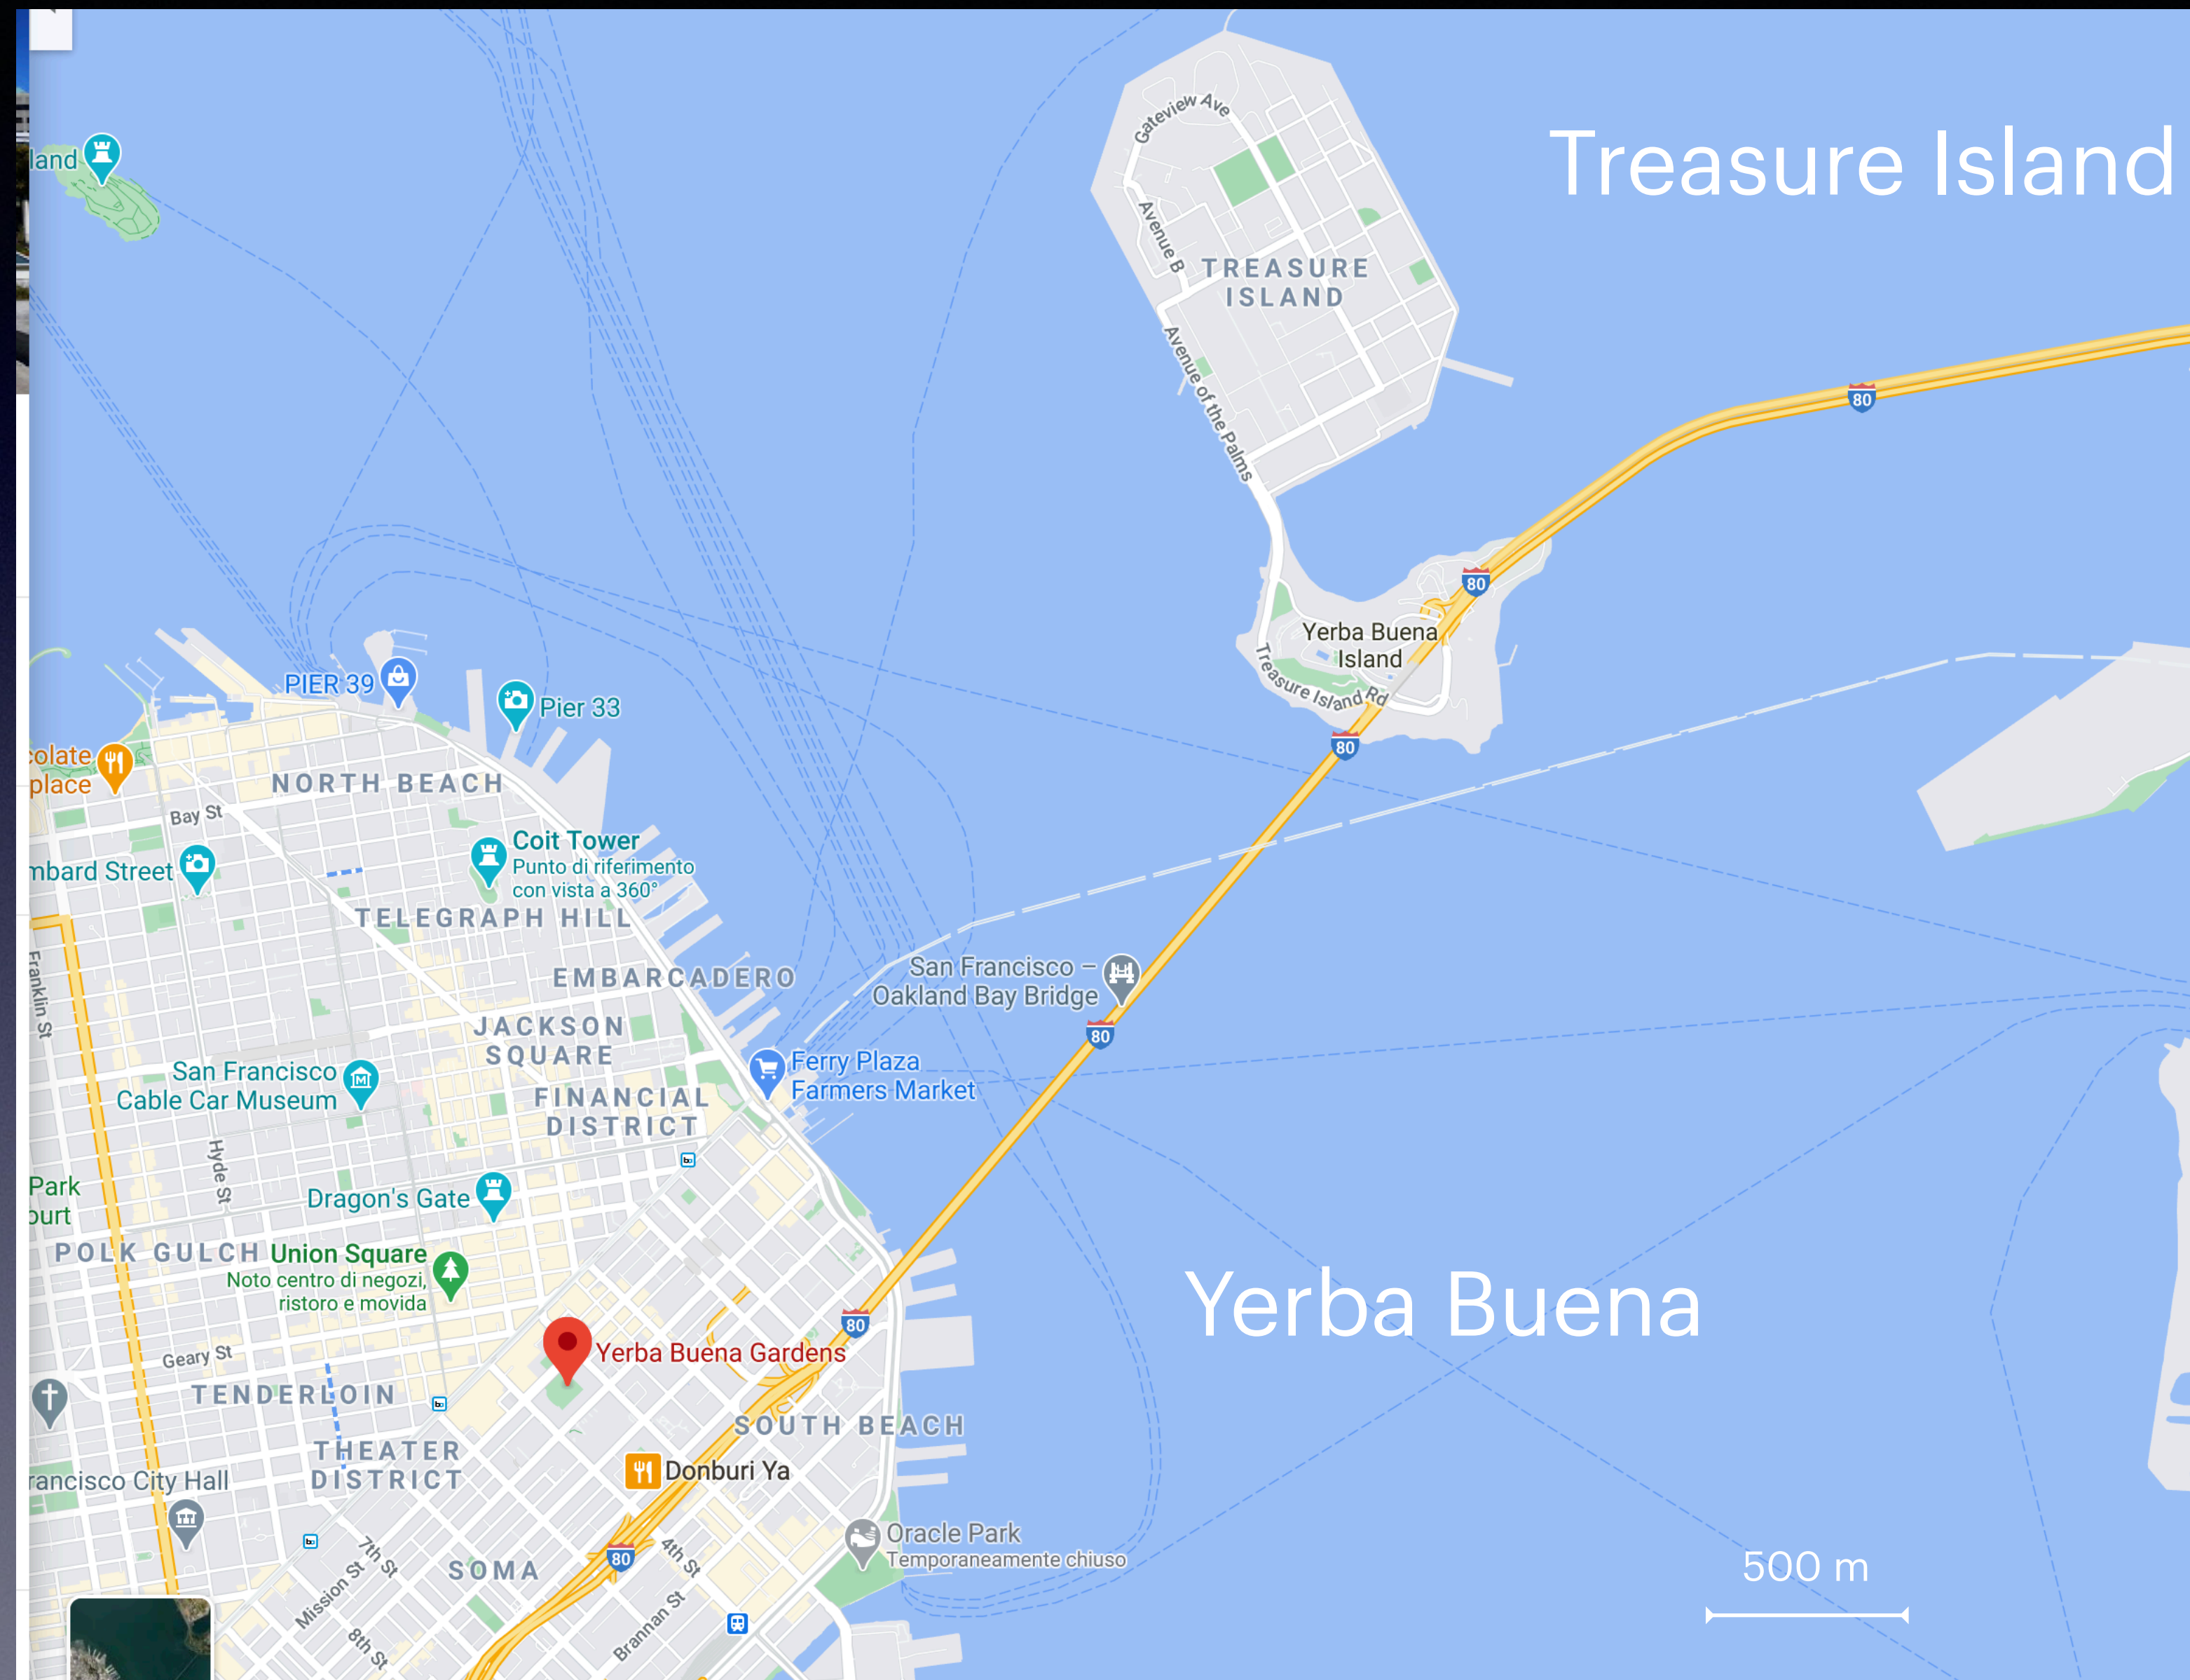 land
Gateview Ave
Treasure Island
Avenue B
TREASURE
ISLAND
Avenue of the Palms
80
80
Yerba Buena
Island
Treasure Island Rd
80
PIER 39
Pier 33
colate
place
NORTH BEACH
Bay St
Coit Tower
Punto di riferimento
con vista a 360°
mbard Street
TELEGRAPH HILL
Franklin St
EMBARCADERO
San Francisco –
Oakland Bay Bridge
80
JACKSON
SQUARE
San Francisco
Cable Car Museum
Ferry Plaza
Farmers Market
FINANCIAL
DISTRICT
Hyde St
Park
ourt
Dragon's Gate
POLK GULCH
Union Square
Noto centro di negozi,
ristoro e movida
Yerba Buena
80
Geary St
Yerba Buena Gardens
TENDERLOIN
SOUTH BEACH
THEATER
DISTRICT
Donburi Ya
rancisco City Hall
Oracle Park
Temporaneamente chiuso
7th St
Mission St
SOMA
80
4th St
500 m
8th St
Brannan St